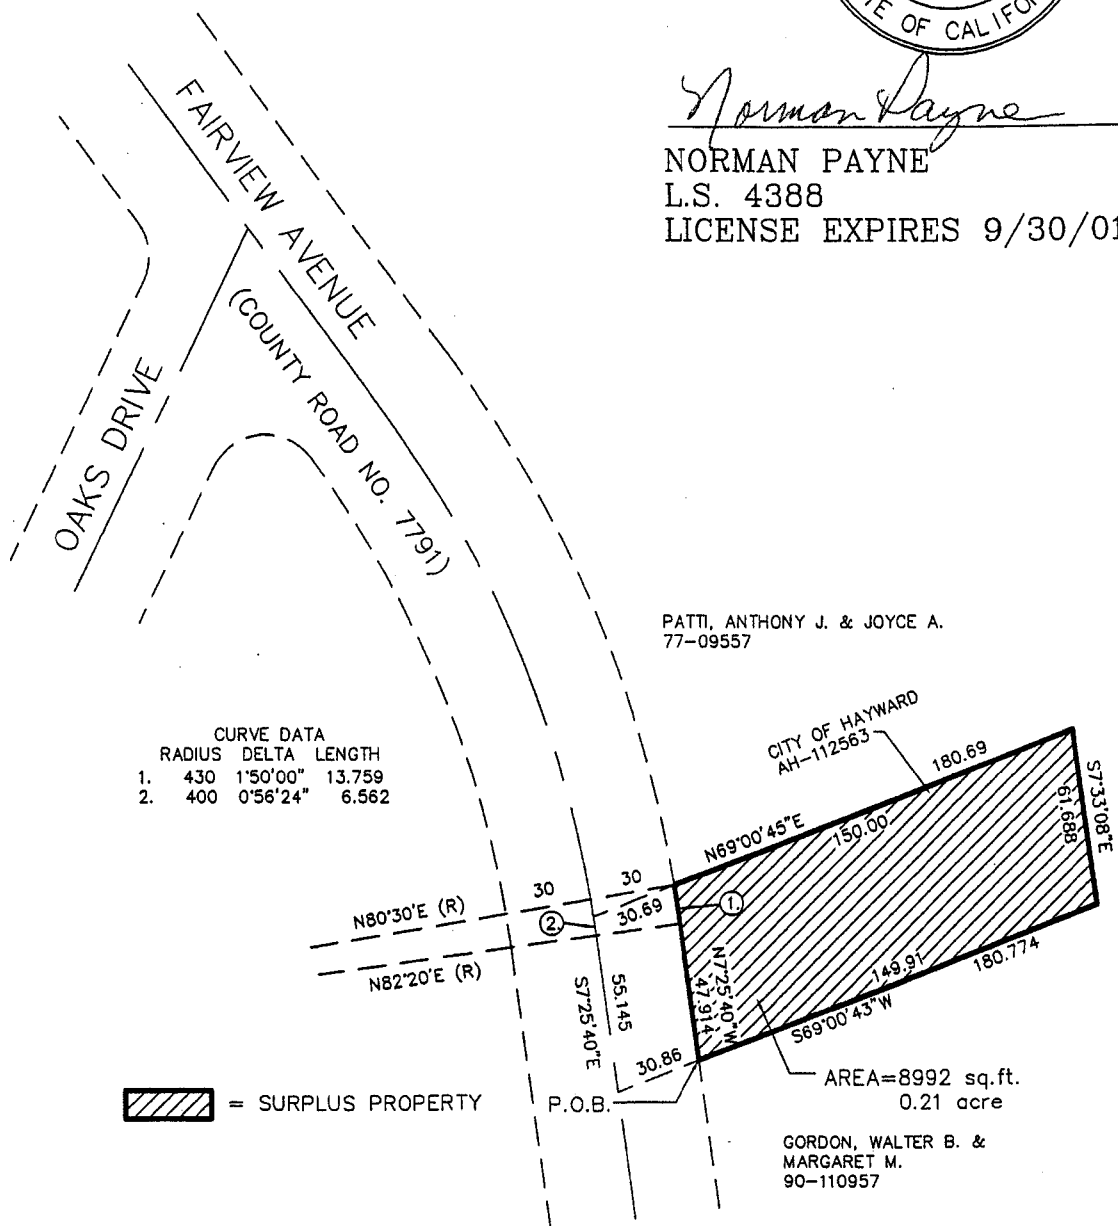 OF CALIFOR
Norman Payne
NORMAN PAYNE
L.S. 4388
LICENSE EXPIRES 9/30/01
FAIRVIEW AVENUE
(COUNTY ROAD NO. 7791)
OAKS DRIVE
PATTI, ANTHONY J. & JOYCE A.
77-09557
CURVE DATA
RADIUS DELTA LENGTH
1. 430 1°50'00" 13.759
2. 400 0°56'24" 6.562
CITY OF HAYWARD
AH-112563
180.69
N69°00'45"E
150.00
S7°33'08"E
61.688
N80°30'E (R)
30
30
30.69
1.
2.
N82°20'E (R)
S7°25'40"E
55.145
N7°25'40"W
47.914
149.91
180.774
S69°00'43"W
30.86
P.O.B.
AREA=8992 sq.ft.
0.21 acre
= SURPLUS PROPERTY
GORDON, WALTER B. &
MARGARET M.
90-110957